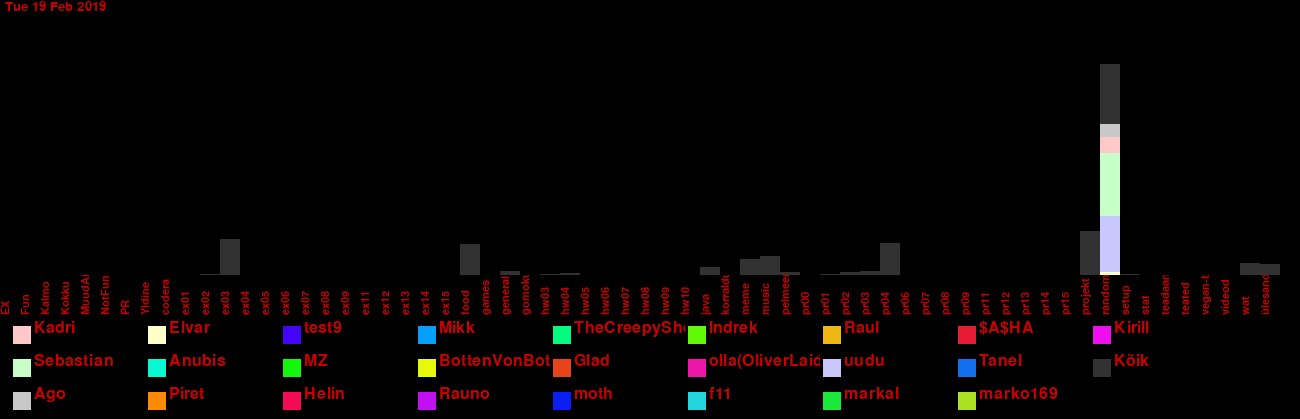 Tue 19 Feb 2019
EX Fun Kalmo Kokku MuudAi NotFun PR Yldine codera ex01 ex02 ex03 ex04 ex05 ex06 ex07 ex08 ex09 ex11 ex12 ex13 ex14 ex15 food games general gomoku hw03 hw04 hw05 hw06 hw07 hw08 hw09 hw10 java korraldu meme music pelmee pr00 pr01 pr02 pr03 pr04 pr06 pr07 pr08 pr09 pr11 pr12 pr13 pr14 pr15 projekt random setup stat teadaan teated vegan-t videod wat ülesand
Kadri Elvar test9 Mikk TheCreepyShe Indrek Raul $A$HA Kirill
Sebastian Anubis MZ BottenVonBot Glad olla(OliverLaid uudu Tanel Kõik
Ago Piret Helin Rauno moth f11 markal marko169